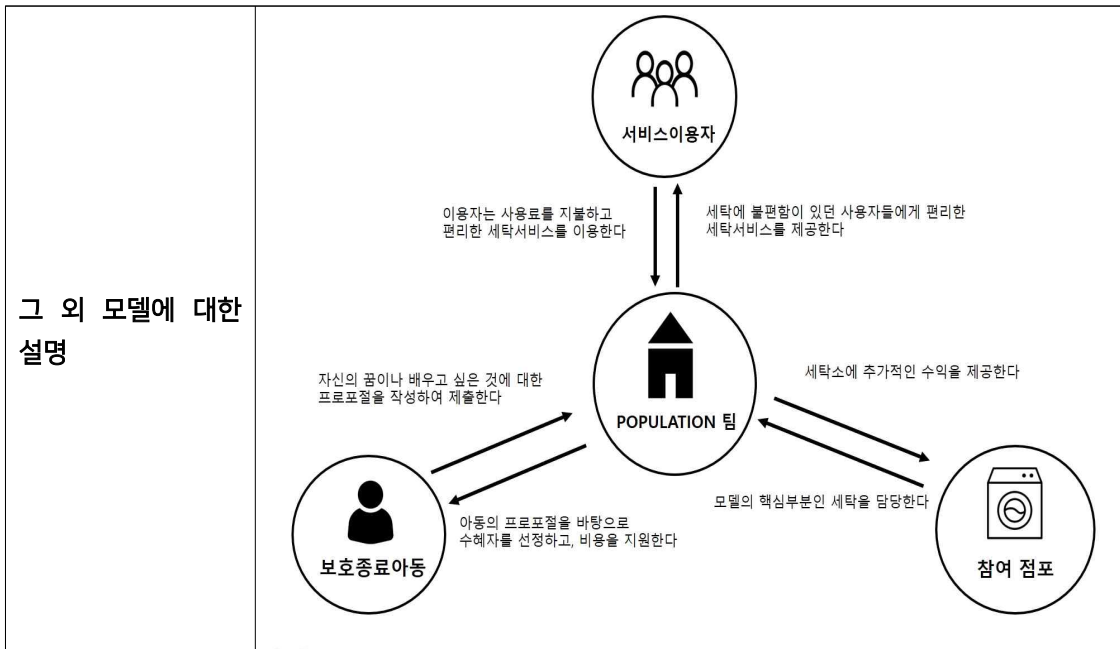 그 외 모델에 대한
설명
서비스이용자
이용자는 사용료를 지불하고
편리한 세탁서비스를 이용한다
세탁에 불편함이 있던 사용자들에게 편리한
세탁서비스를 제공한다
POPULATION 팀
자신의 꿈이나 배우고 싶은 것에 대한
프로포절을 작성하여 제출한다
세탁소에 추가적인 수익을 제공한다
아동의 프로포절을 바탕으로
수혜자를 선정하고, 비용을 지원한다
모델의 핵심부분인 세탁을 담당한다
보호종료아동
참여 점포